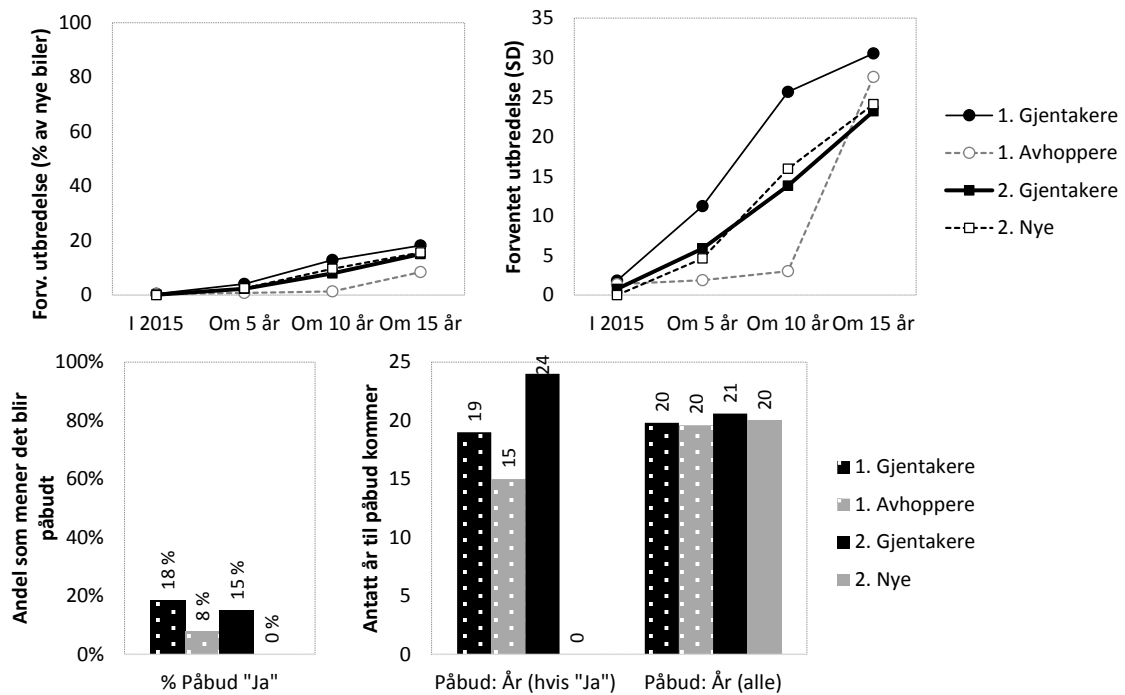 Forv. utbredelse (% av nye biler)
100
80
60
40
20
0
I 2015 Om 5 år Om 10 år Om 15 år
Forventet utbredelse (SD)
35
30
25
20
15
10
5
0
I 2015 Om 5 år Om 10 år Om 15 år
1. Gjentakere
1. Avhoppere
2. Gjentakere
2. Nye
Andel som mener det blir
påbudt
100%
80%
60%
40%
20%
0%
18 %
8 %
15 %
0 %
% Påbud "Ja"
Antatt år til påbud kommer
25
20
15
10
5
0
19
15
24
0
20
20
21
20
Påbud: År (hvis "Ja")
Påbud: År (alle)
1. Gjentakere
1. Avhoppere
2. Gjentakere
2. Nye